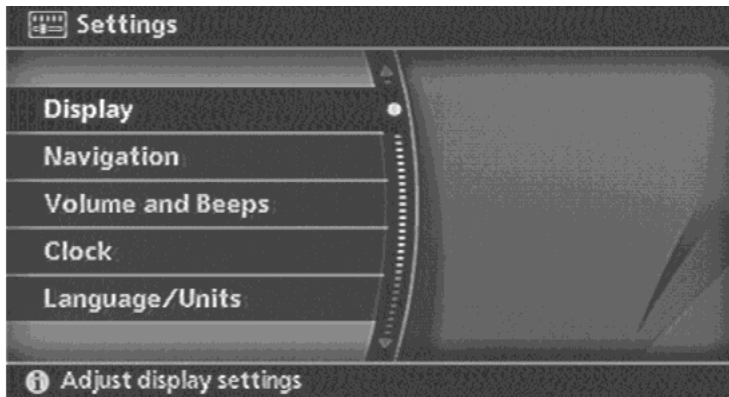 Settings
Display
Navigation
Volume and Beeps
Clock
Language/Units
Adjust display settings